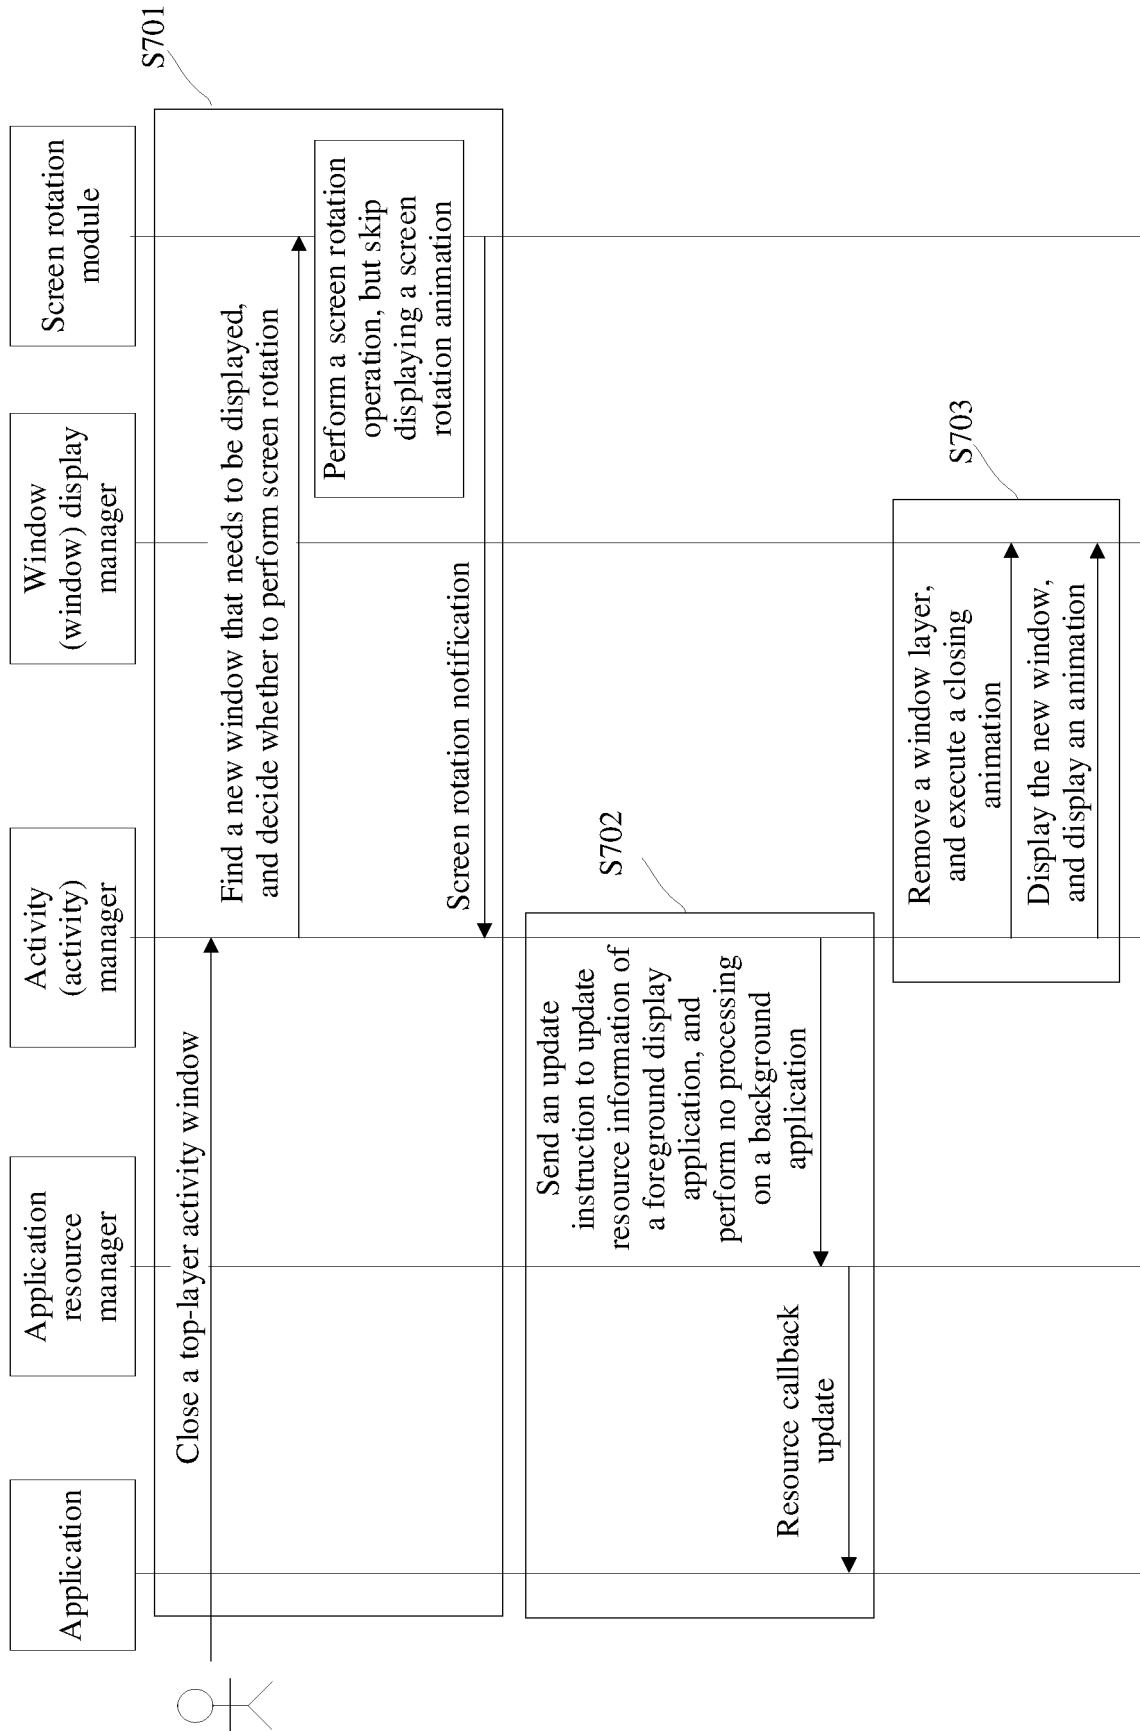 Application
Application
resource
manager
Activity
(activity)
manager
Window
(window) display
manager
Screen rotation
module
S701
Close a top-layer activity window
Find a new window that needs to be displayed,
and decide whether to perform screen rotation
Perform a screen rotation
operation, but skip
displaying a screen
rotation animation
Screen rotation notification
S702
Send an update
instruction to update
resource information of
a foreground display
application, and
perform no processing
on a background
application
Resource callback
update
S703
Remove a window layer,
and execute a closing
animation
Display the new window,
and display an animation